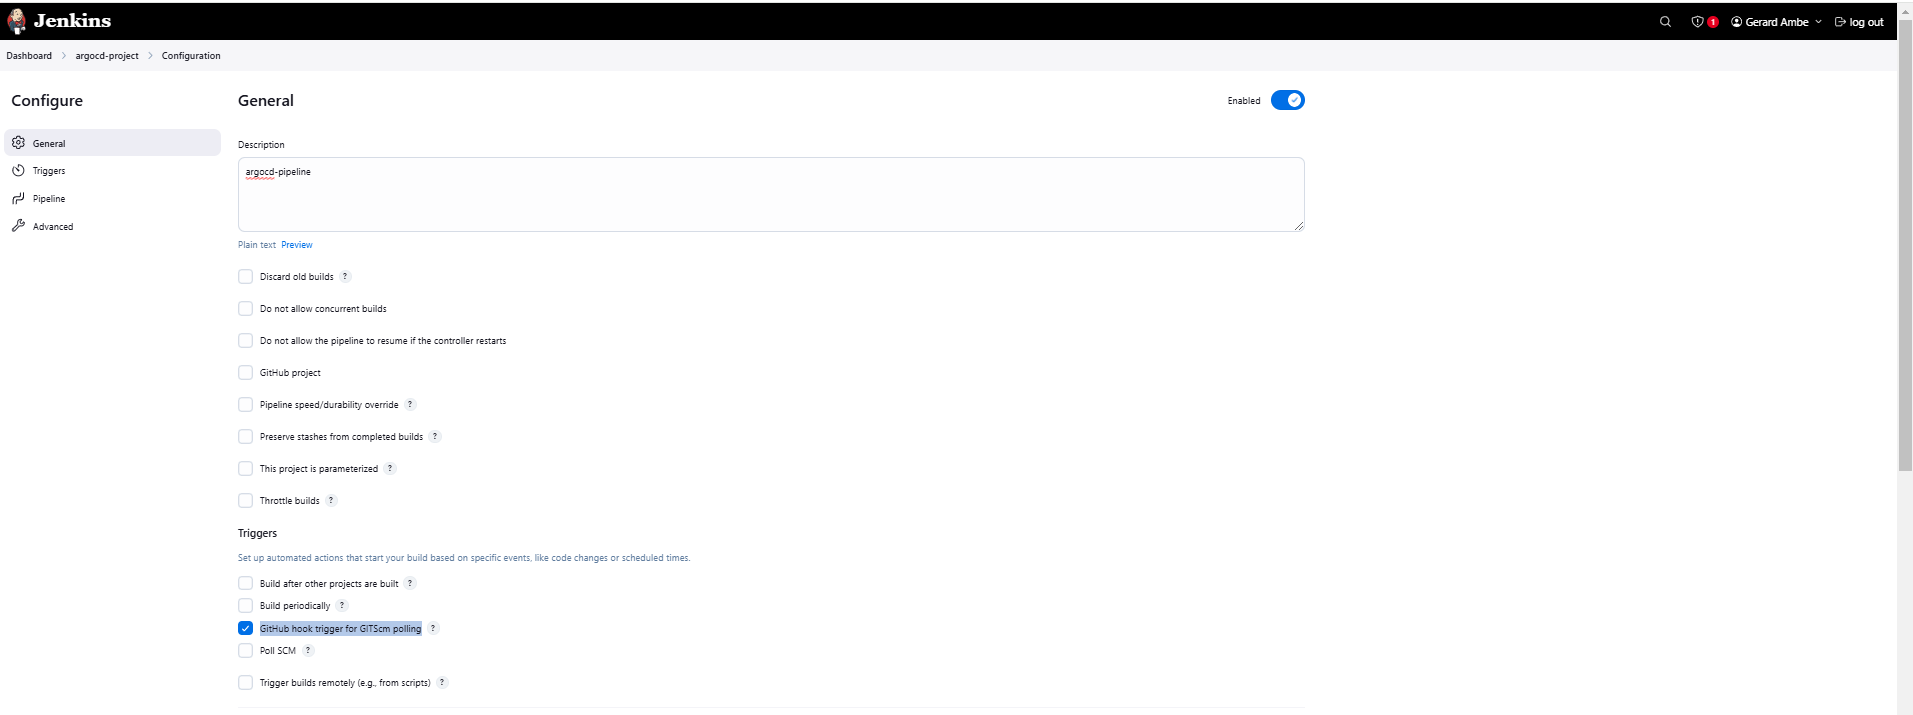 Jenkins
1 Gerard Ambe log out
Dashboard > argocd-project > Configuration
Configure
General
Triggers
Pipeline
Advanced
General
Enabled
Description
argocd-pipeline
Plain text Preview
Discard old builds ?
Do not allow concurrent builds
Do not allow the pipeline to resume if the controller restarts
GitHub project
Pipeline speed/durability override ?
Preserve stashes from completed builds ?
This project is parameterized ?
Throttle builds ?
Triggers
Set up automated actions that start your build based on specific events, like code changes or scheduled times.
Build after other projects are built ?
Build periodically ?
GitHub hook trigger for GITScm polling ?
Poll SCM ?
Trigger builds remotely (e.g., from scripts) ?